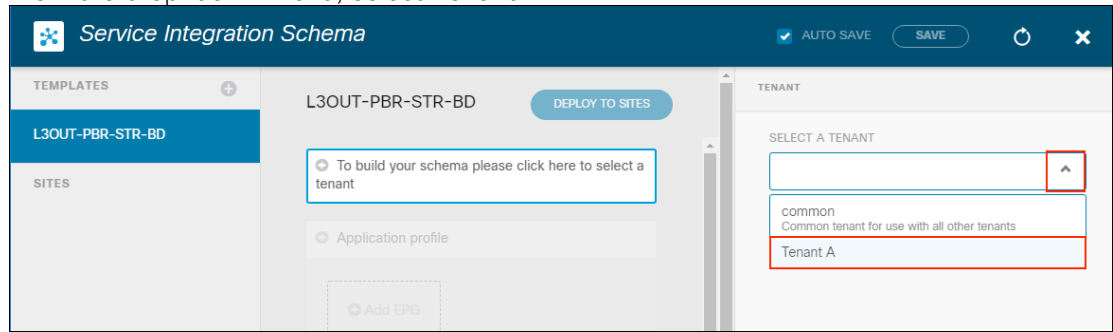 Service Integration Schema
AUTO SAVE
SAVE
TEMPLATES
L3OUT-PBR-STR-BD
SITES
L3OUT-PBR-STR-BD
DEPLOY TO SITES
To build your schema please click here to select a
tenant
Application profile
Add EPG
TENANT
SELECT A TENANT
common
Common tenant for use with all other tenants
Tenant A